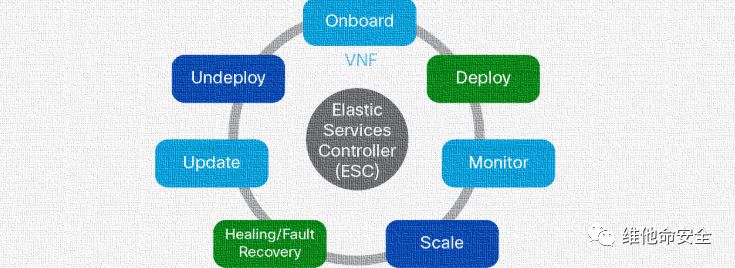 Onboard
VNF
Undeploy
Deploy
Elastic
Services
Controller
(ESC)
Update
Monitor
Healing/Fault
Recovery
Scale
维他命安全